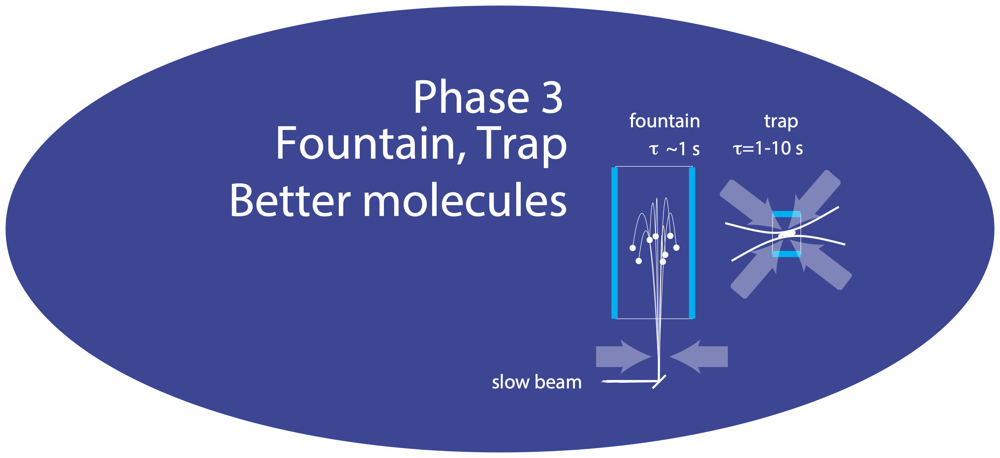 Phase 3
Fountain, Trap
Better molecules
fountain
τ ~1 s
trap
τ=1-10 s
slow beam